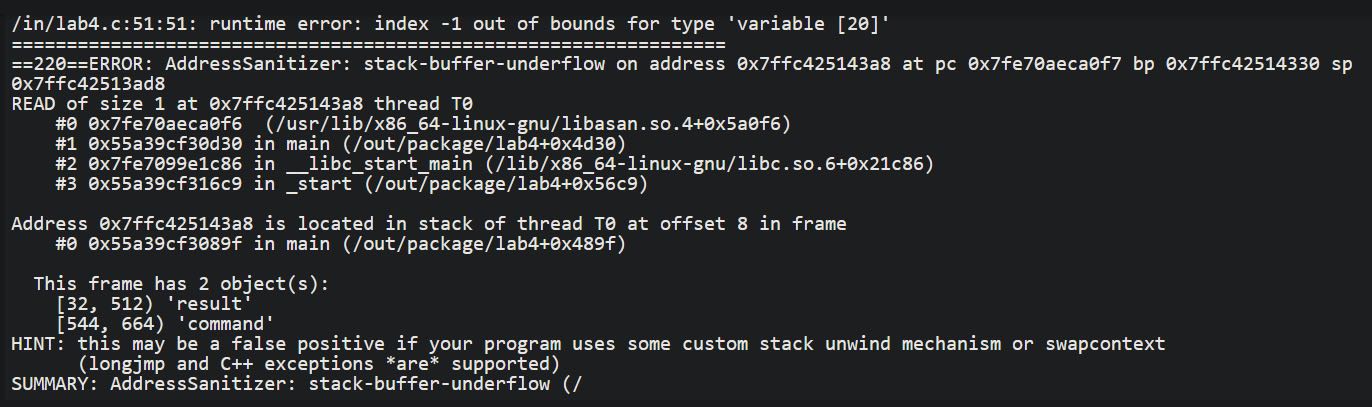 /in/lab4.c:51:51: runtime error: index -1 out of bounds for type 'variable [20]'
=================================================================
==220==ERROR: AddressSanitizer: stack-buffer-underflow on address 0x7ffc425143a8 at pc 0x7fe70aeca0f7 bp 0x7ffc42514330 sp
0x7ffc42513ad8
READ of size 1 at 0x7ffc425143a8 thread T0
    #0 0x7fe70aeca0f6  (/usr/lib/x86_64-linux-gnu/libasan.so.4+0x5a0f6)
    #1 0x55a39cf30d30 in main (/out/package/lab4+0x4d30)
    #2 0x7fe7099e1c86 in __libc_start_main (/lib/x86_64-linux-gnu/libc.so.6+0x21c86)
    #3 0x55a39cf316c9 in _start (/out/package/lab4+0x56c9)

Address 0x7ffc425143a8 is located in stack of thread T0 at offset 8 in frame
    #0 0x55a39cf3089f in main (/out/package/lab4+0x489f)

  This frame has 2 object(s):
    [32, 512) 'result'
    [544, 664) 'command'
HINT: this may be a false positive if your program uses some custom stack unwind mechanism or swapcontext
      (longjmp and C++ exceptions *are* supported)
SUMMARY: AddressSanitizer: stack-buffer-underflow (/